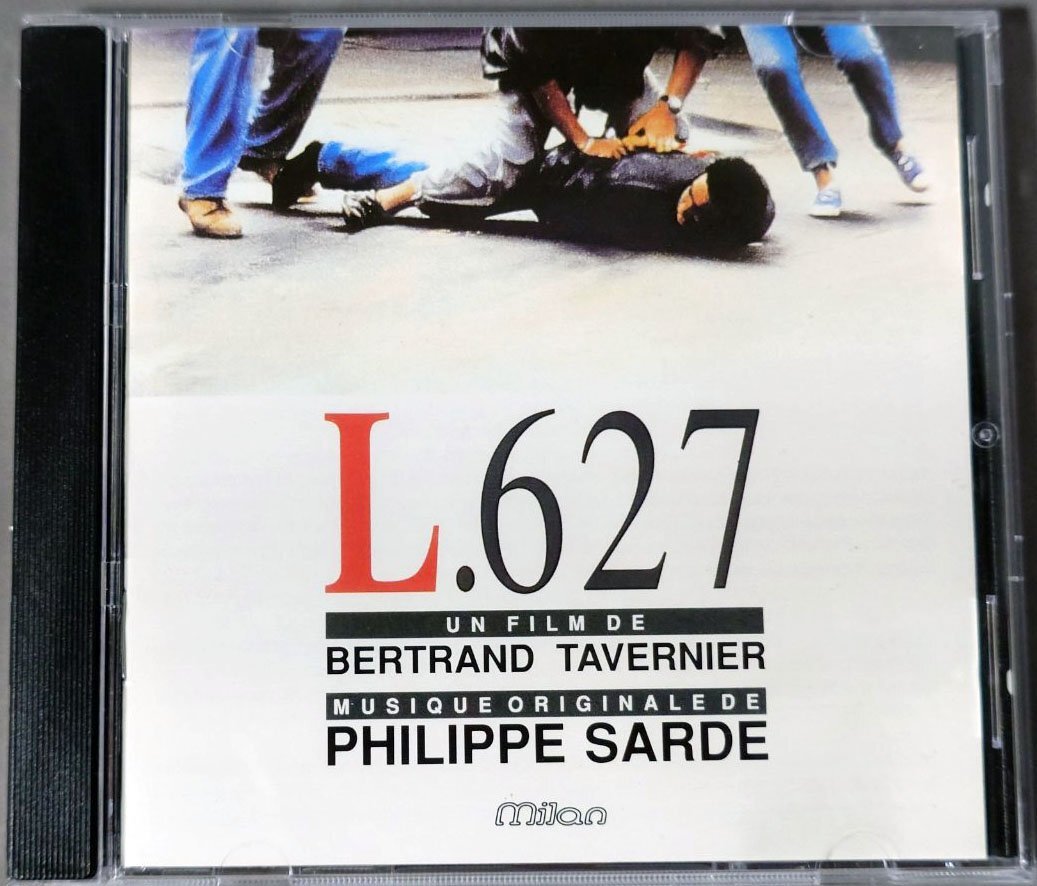 L.627
UN FILM DE
BERTRAND TAVERNIER
MUSIQUE ORIGINALE DE
PHILIPPE SARDE
Milan